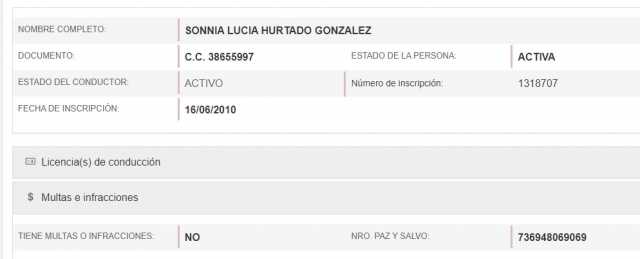 NOMBRE COMPLETO: SONNIA LUCIA HURTADO GONZALEZ
DOCUMENTO: C.C. 38655997 ESTADO DE LA PERSONA: ACTIVA
ESTADO DEL CONDUCTOR: ACTIVO Número de inscripción: 1318707
FECHA DE INSCRIPCIÓN: 16/06/2010
Licencia(s) de conducción
$ Multas e infracciones
TIENE MULTAS O INFRACCIONES: NO NRO. PAZ Y SALVO: 736948069069